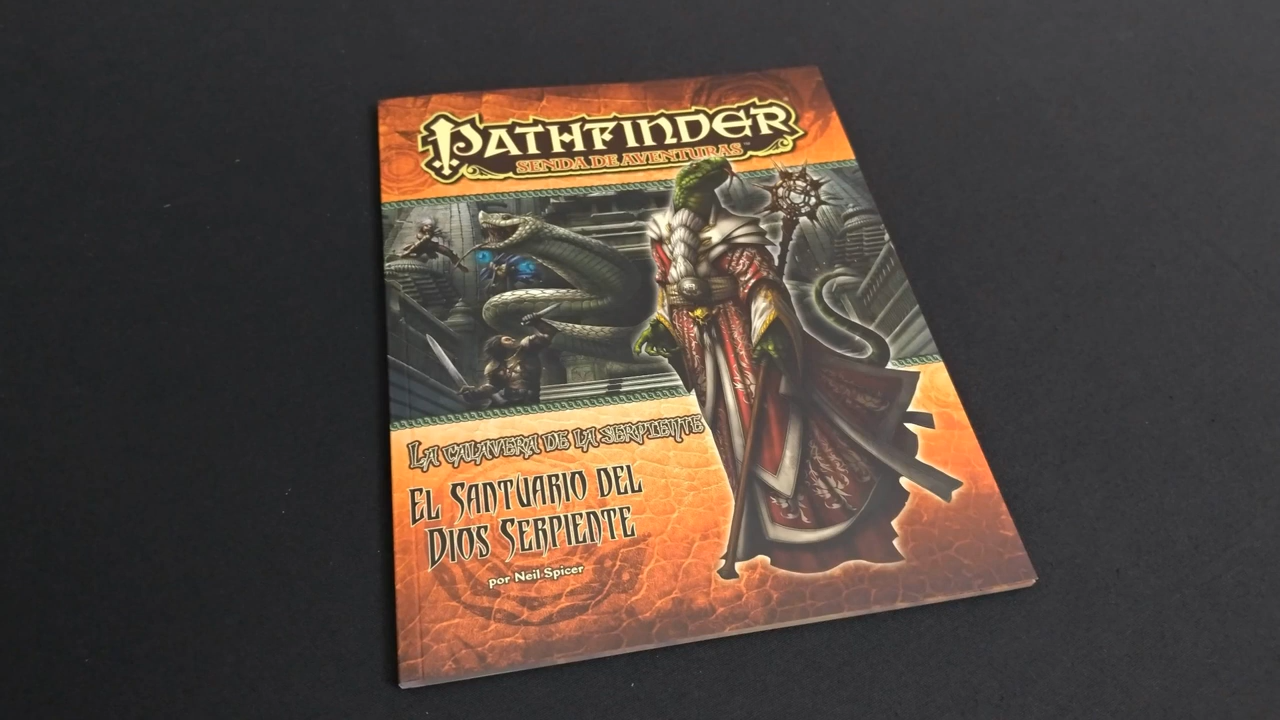 PATHFINDER
SENDA DE AVENTURAS
LA CALAVERA DE LA SERPIENTE
EL SANTUARIO DEL
DIOS SERPIENTE
por Neil Spicer